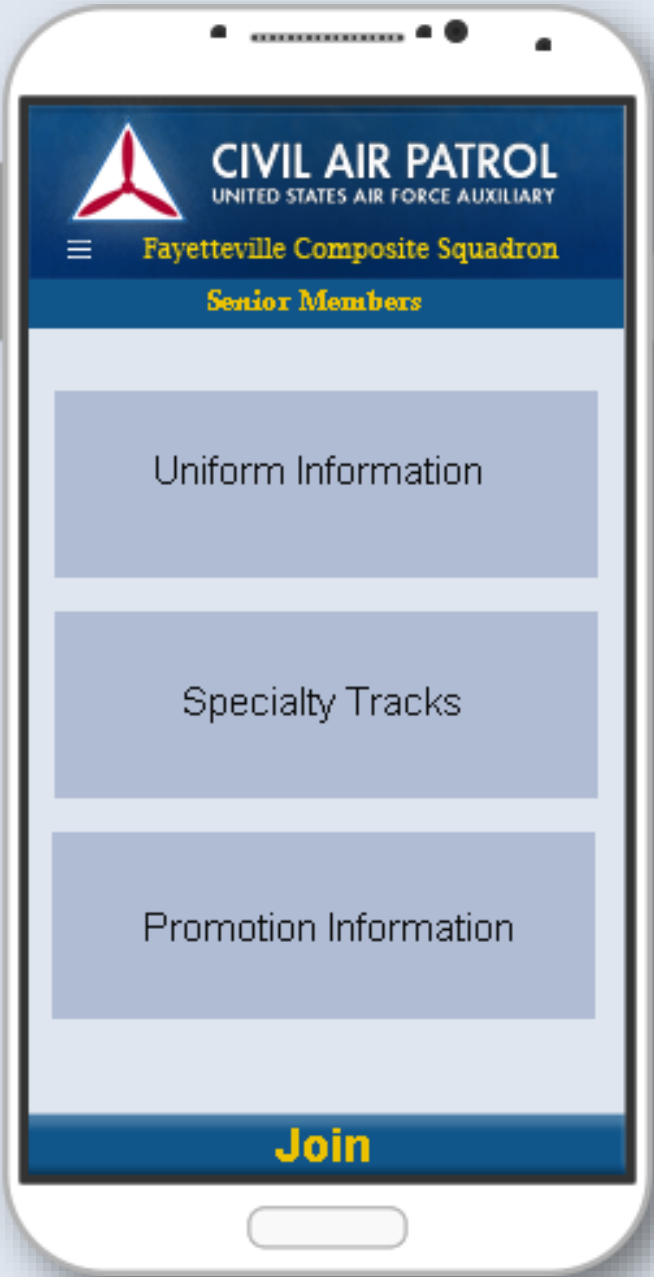 CIVIL AIR PATROL
UNITED STATES AIR FORCE AUXILIARY
Fayetteville Composite Squadron
Senior Members
Uniform Information
Specialty Tracks
Promotion Information
Join